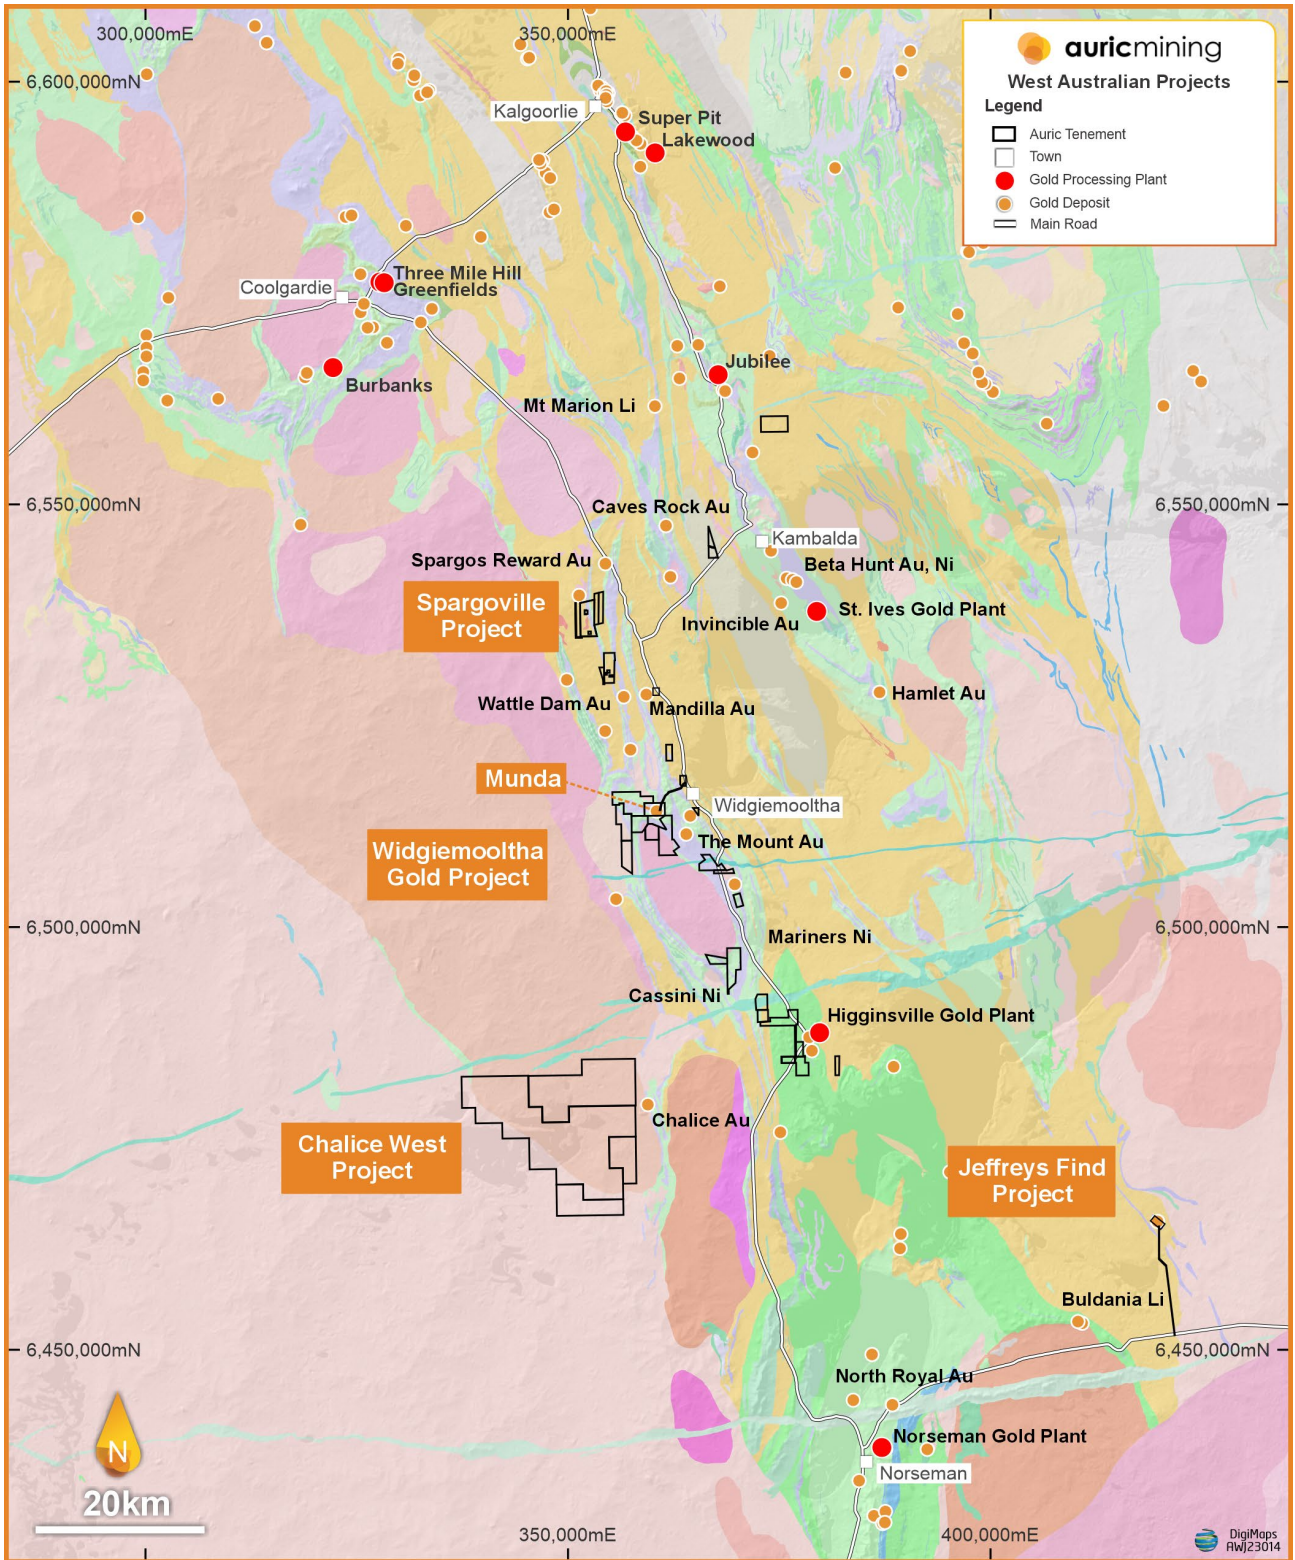 300,000mE
350,000mE
6,600,000mN
auricmining
West Australian Projects
Legend
Auric Tenement
Town
Gold Processing Plant
Gold Deposit
Main Road
Kalgoorlie
Super Pit
Lakewood
Three Mile Hill
Greenfields
Coolgardie
Burbanks
Jubilee
Mt Marion Li
6,550,000mN
6,550,000mN
Caves Rock Au
Kambalda
Spargos Reward Au
Beta Hunt Au, Ni
Spargoville
Project
St. Ives Gold Plant
Invincible Au
Hamlet Au
Wattle Dam Au
Mandilla Au
Munda
Widgiemooltha
The Mount Au
Widgiemooltha
Gold Project
6,500,000mN
6,500,000mN
Mariners Ni
Cassini Ni
Higginsville Gold Plant
Chalice Au
Chalice West
Project
Jeffreys Find
Project
Buldania Li
6,450,000mN
6,450,000mN
North Royal Au
Norseman Gold Plant
Norseman
N
20km
350,000mE
400,000mE
DigiMaps
AWJ23014